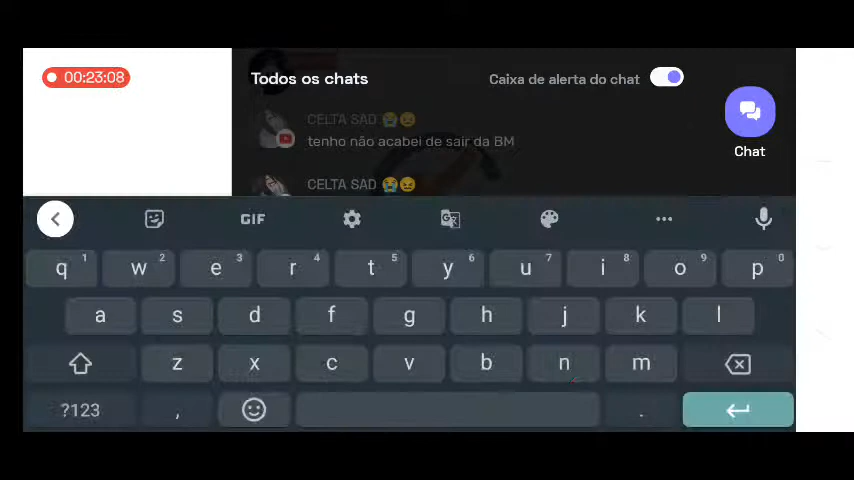 00:23:08
Todos os chats
Caixa de alerta do chat
CELTA SAD 😭😣
tenho não acabei de sair da BM
Chat
CELTA SAD 😭😣
GIF
q 1 w 2 e 3 r 4 t 5 y 6 u 7 i 8 o 9 p 0
a s d f g h j k l
z x c v b n m
?123 , .